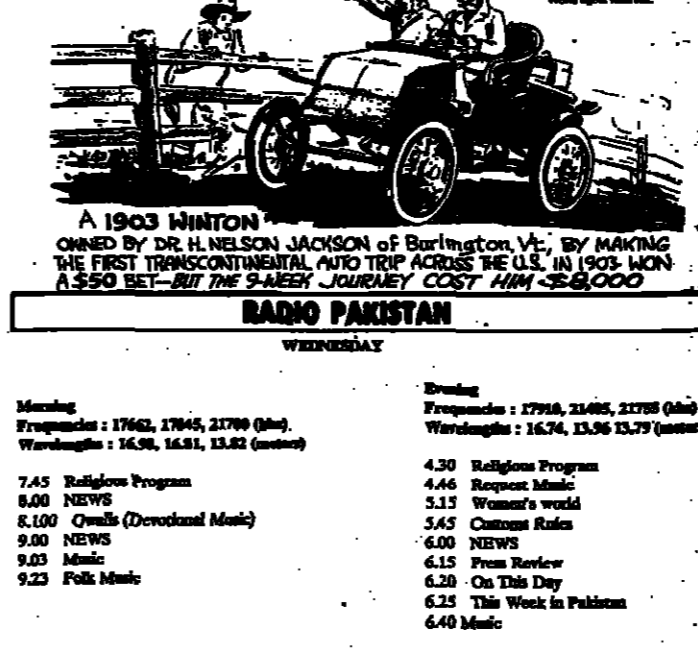 A 1903 WINTON
OWNED BY DR. H. NELSON JACKSON of Burlington, Vt., BY MAKING
THE FIRST TRANSCONTINENTAL AUTO TRIP ACROSS THE U.S. IN 1903 WON
A $50 BET—BUT THE 9-WEEK JOURNEY COST HIM $8,000
RADIO PAKISTAN
WEDNESDAY
Morning
Frequencies : 17662, 17845, 21700 (khz).
Wavelengths : 16.98, 16.81, 13.82 (meters)
7.45 Religious Program
8.00 NEWS
8.100 Qwalis (Devotional Music)
9.00 NEWS
9.03 Music
9.23 Folk Music
Evening
Frequencies : 17910, 21485, 21755 (khz)
Wavelengths : 16.74, 13.96 13.79 (meters
4.30 Religious Program
4.46 Request Music
5.15 Women's world
5.45 Customs Rules
6.00 NEWS
6.15 Press Review
6.20 On This Day
6.25 This Week in Pakistan
6.40 Music